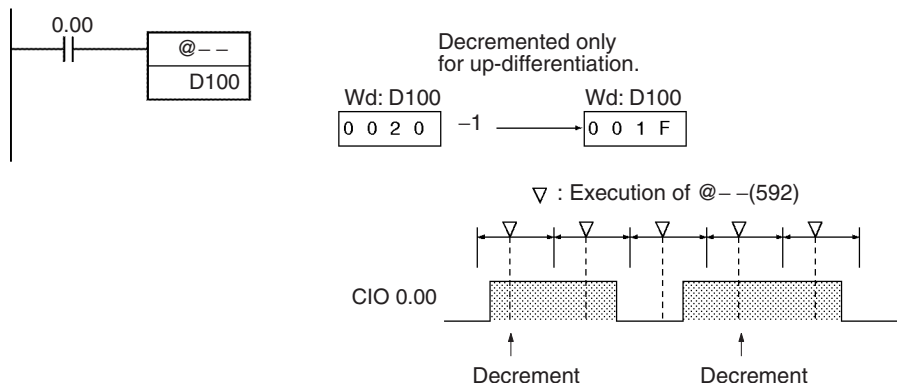 0.00
@– –
D100
Decremented only
for up-differentiation.
Wd: D100
0 0 2 0
–1
Wd: D100
0 0 1 F
▽ : Execution of @– –(592)
CIO 0.00
Decrement
Decrement